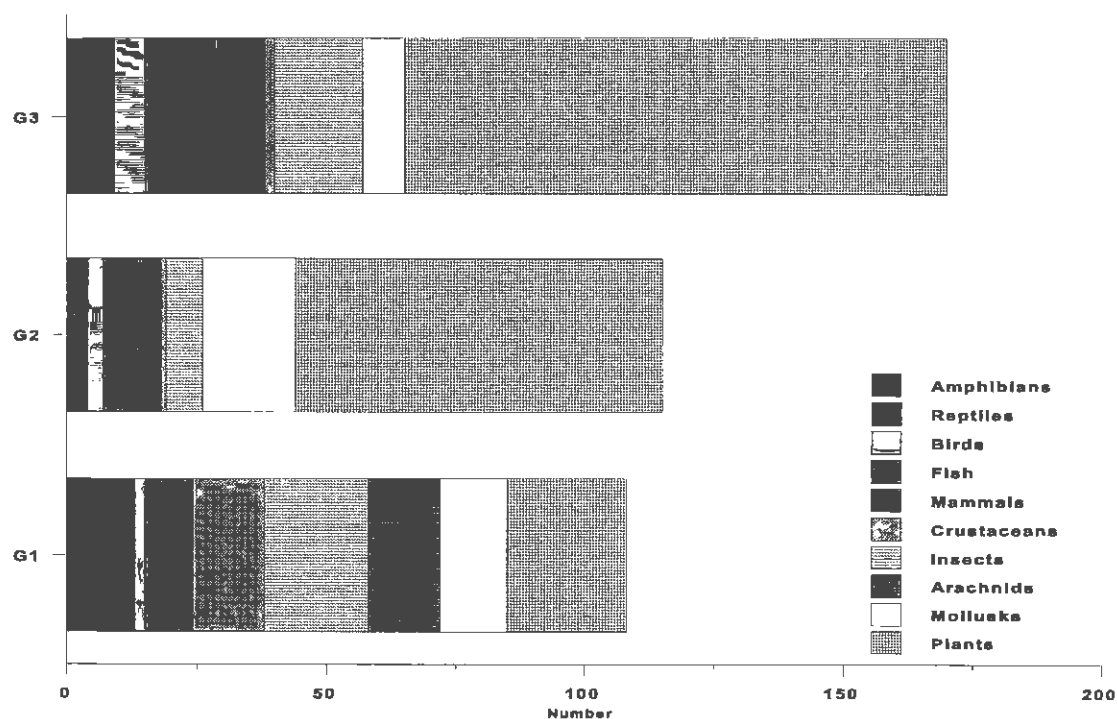 G3
G2
G1
Amphibians
Reptiles
Birds
Fish
Mammals
Crustaceans
Insects
Arachnids
Mollusks
Plants
0 50 100 150 200
Number